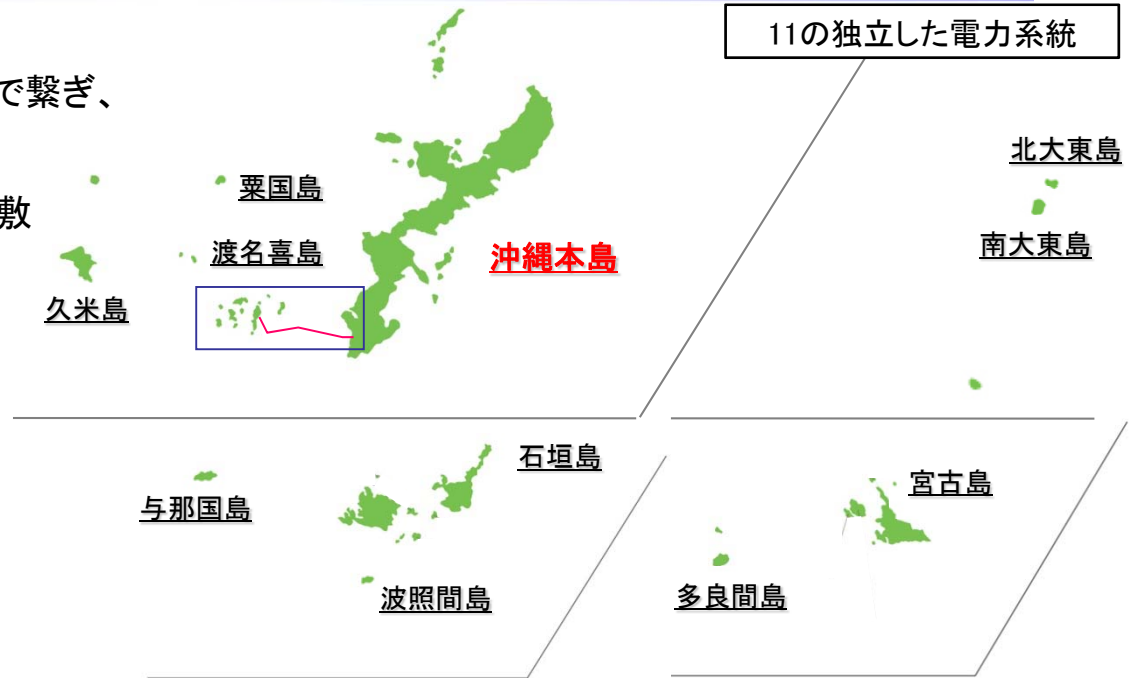 11の独立した電力系統
で繋ぎ、
敷
粟国島
渡名喜島
久米島
沖縄本島
北大東島
南大東島
石垣島
与那国島
波照間島
宮古島
多良間島